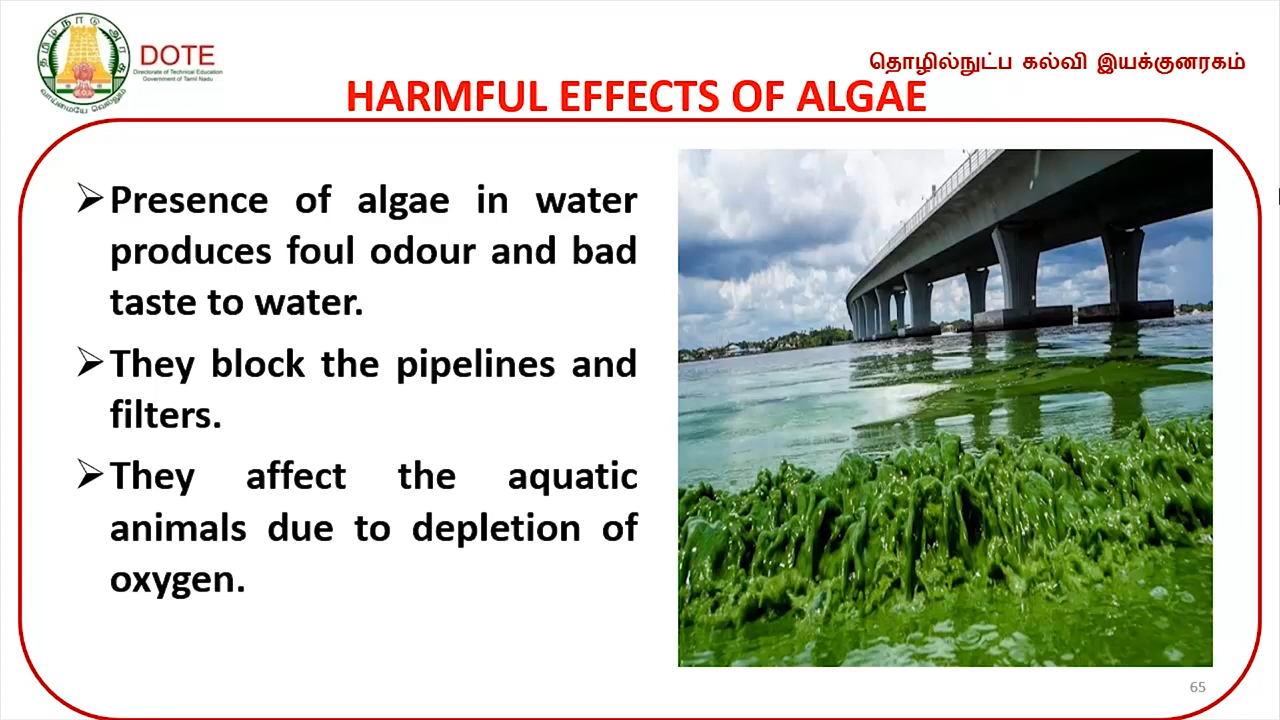 தமிழ்நாடு அரசு
வாய்மையே வெல்லும்
DOTE
Directorate of Technical Education
Government of Tamil Nadu
தொழில்நுட்ப கல்வி இயக்குனரகம்
HARMFUL EFFECTS OF ALGAE
➢Presence of algae in water
produces foul odour and bad
taste to water.
➢They block the pipelines and
filters.
➢They affect the aquatic
animals due to depletion of
oxygen.
65